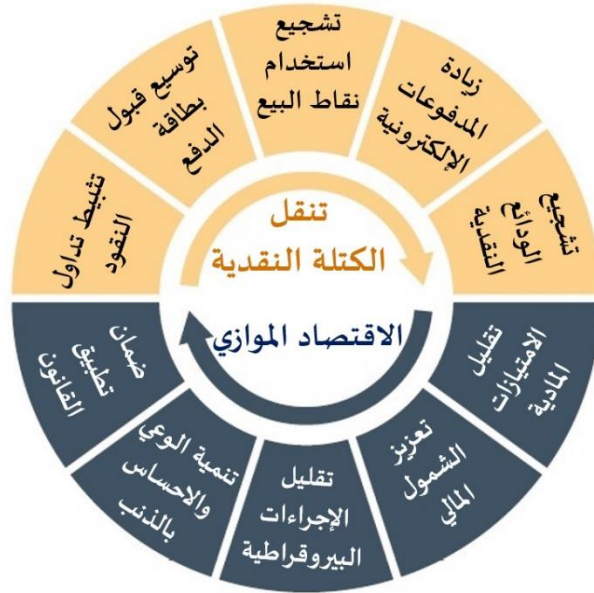 تشجيع
استخدام
نقاط البيع
زيادة
المدفوعات
الإلكترونية
تشجيع
الودائع
النقدية
تقليل
الامتيازات
المادية
تعزيز
الشمول
المالي
تقليل
الإجراءات
البيروقراطية
تنمية الوعي
والاحساس
بالذنب
ضمان
تطبيق
القانون
تثبيط تداول
النقود
توسيع قبول
بطاقة
الدفع
تنقل
الكتلة النقدية
الاقتصاد الموازي